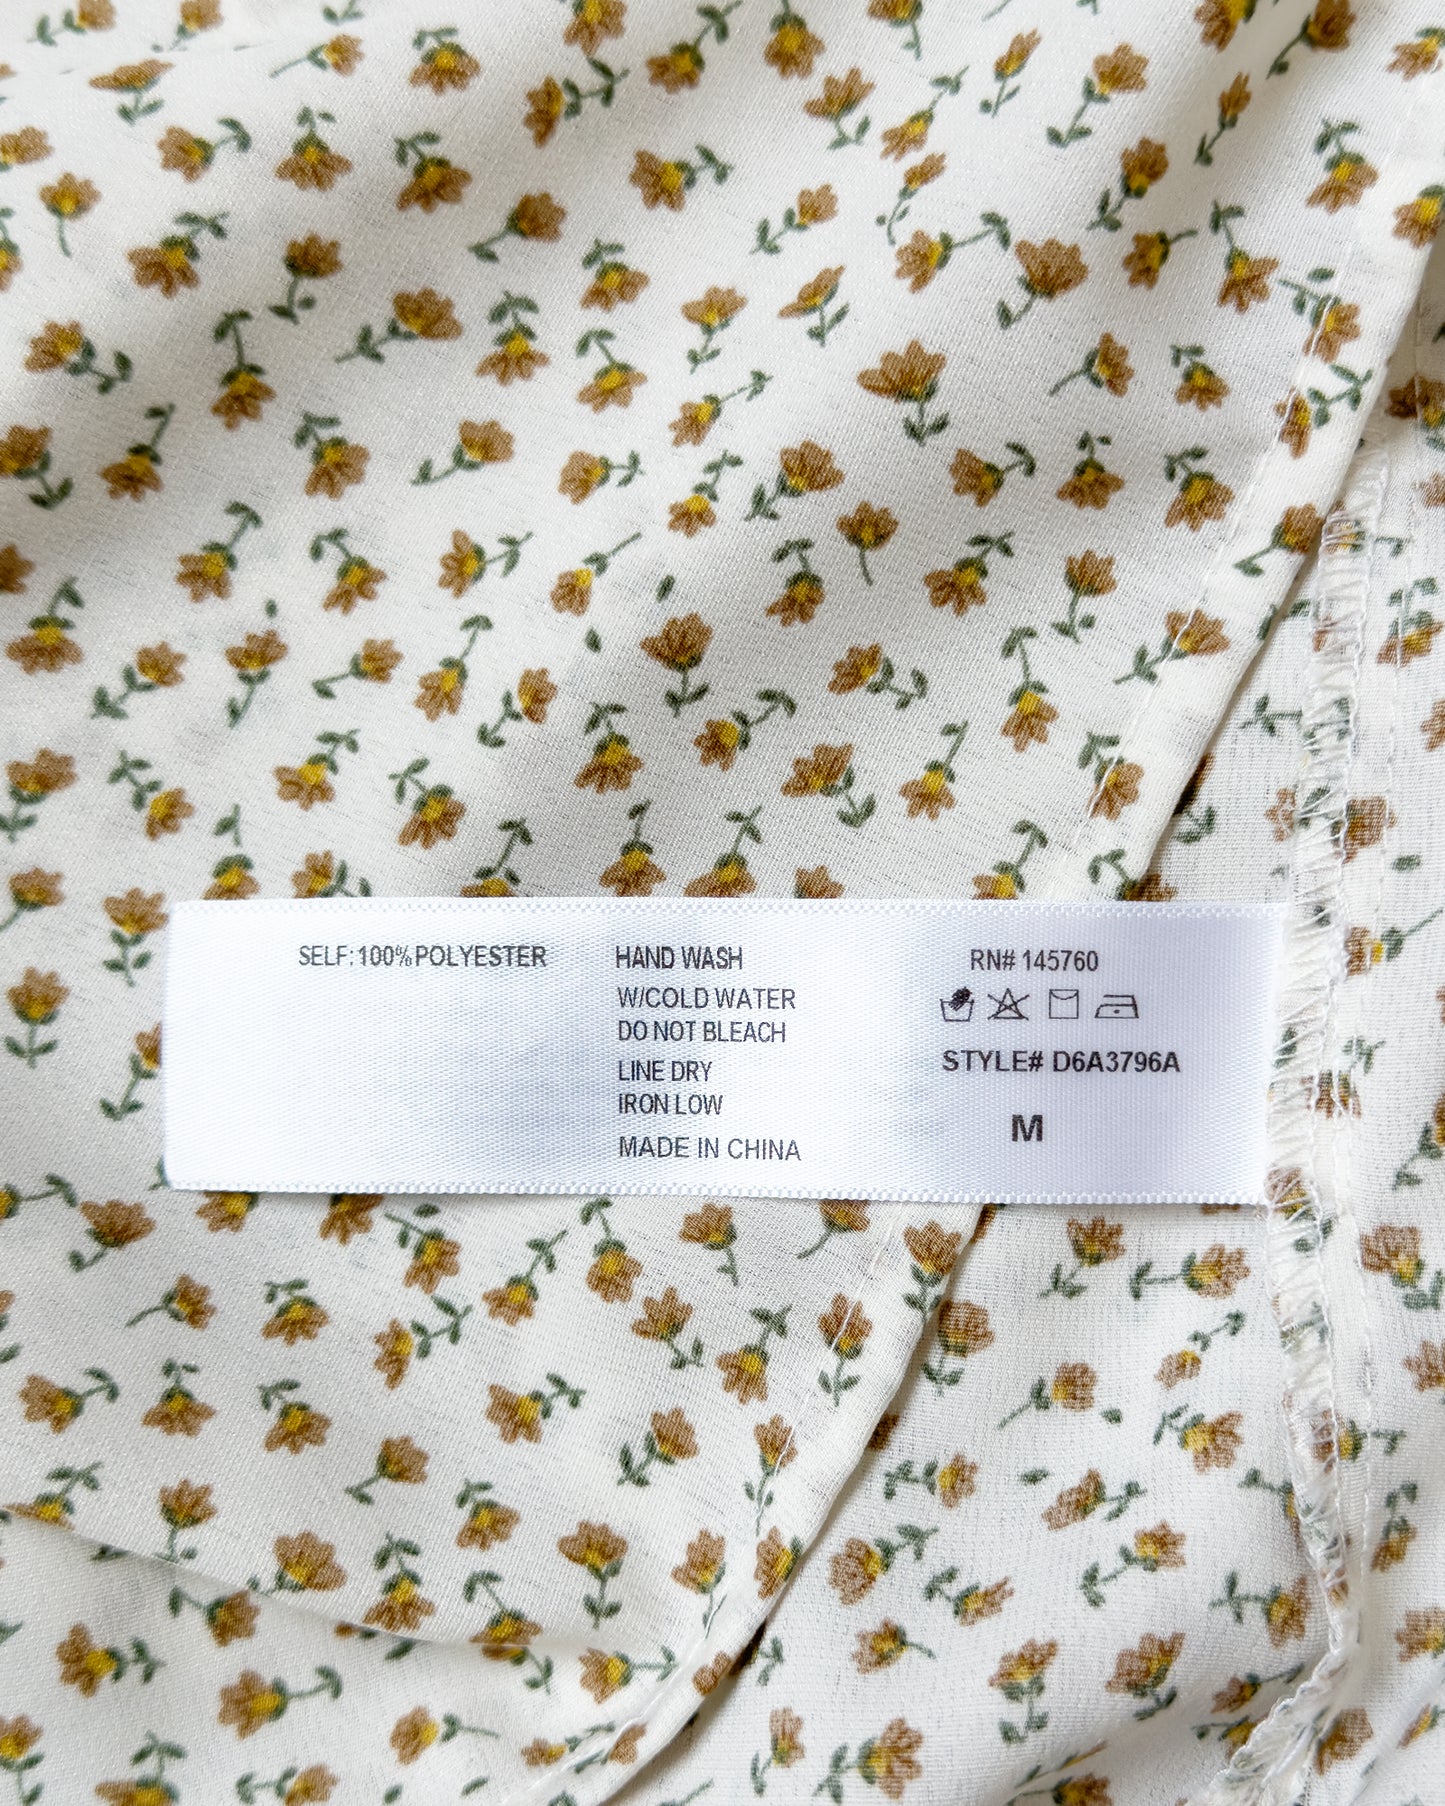 SELF: 100% POLYESTER
HAND WASH
W/COLD WATER
DO NOT BLEACH
LINE DRY
IRON LOW
MADE IN CHINA
RN# 145760
STYLE# D6A3796A
M